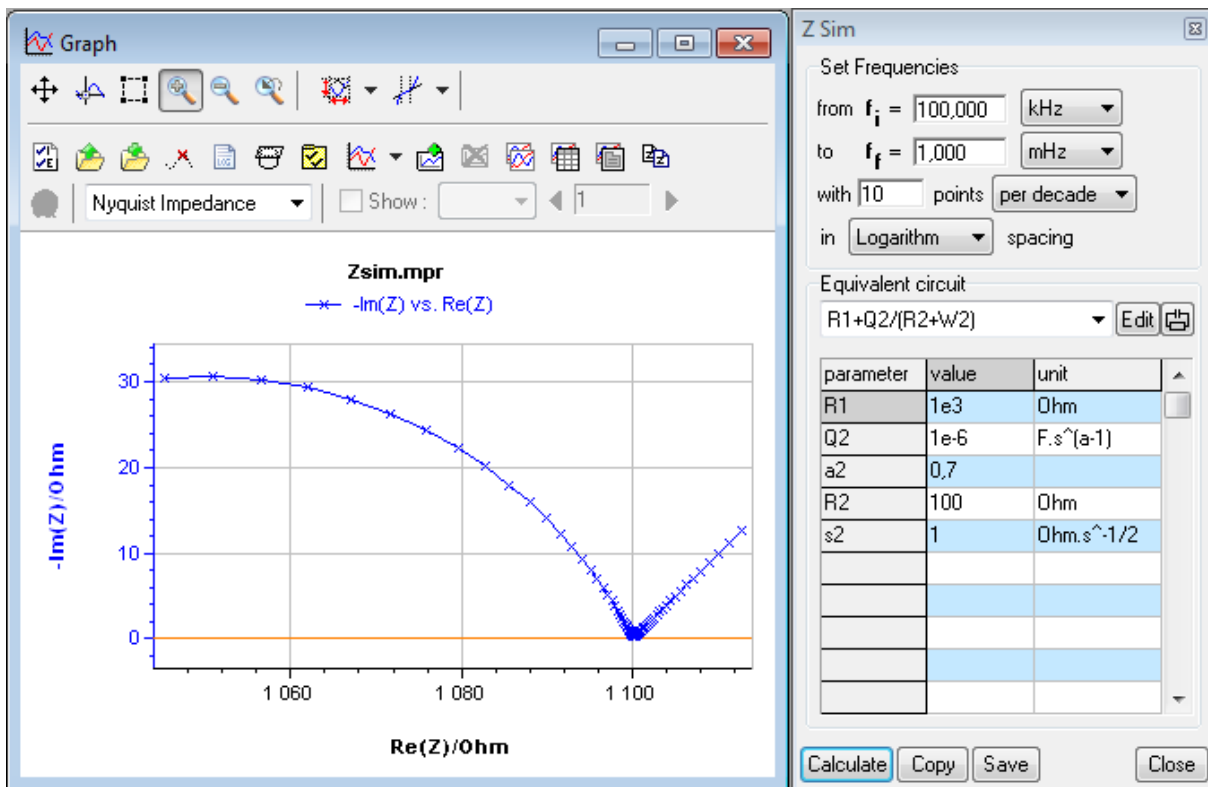 Graph
Nyquist Impedance
Show :
1
Zsim.mpr
-Im(Z) vs. Re(Z)
-Im(Z)/Ohm
30
20
10
0
1 060
1 080
1 100
Re(Z)/Ohm
Z Sim
Set Frequencies
from fi = 100,000 kHz
to ff = 1,000 mHz
with 10 points per decade
in Logarithm spacing
Equivalent circuit
R1+Q2/(R2+W2) Edit
parameter value unit
R1 1e3 Ohm
Q2 1e-6 F.s^(a-1)
a2 0,7
R2 100 Ohm
s2 1 Ohm.s^-1/2
Calculate Copy Save Close